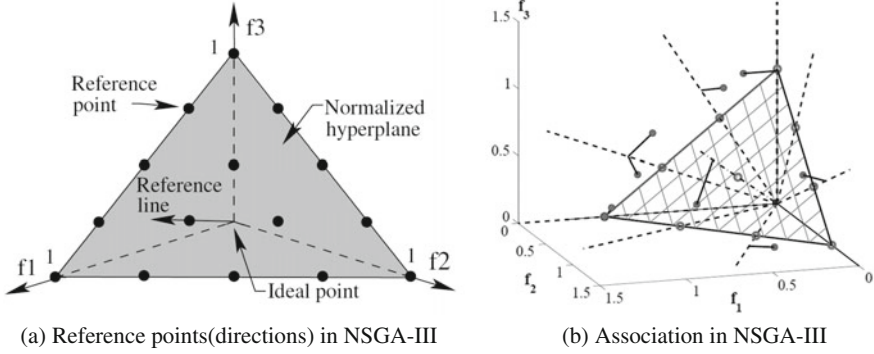 f3
1
Reference
point
Normalized
hyperplane
Reference
line
1
1
f1
f2
Ideal point
(a) Reference points(directions) in NSGA-III
f3
1.5
1
0.5
0
0
0.5
1
1.5
f2
1.5
1
0.5
0
f1
(b) Association in NSGA-III